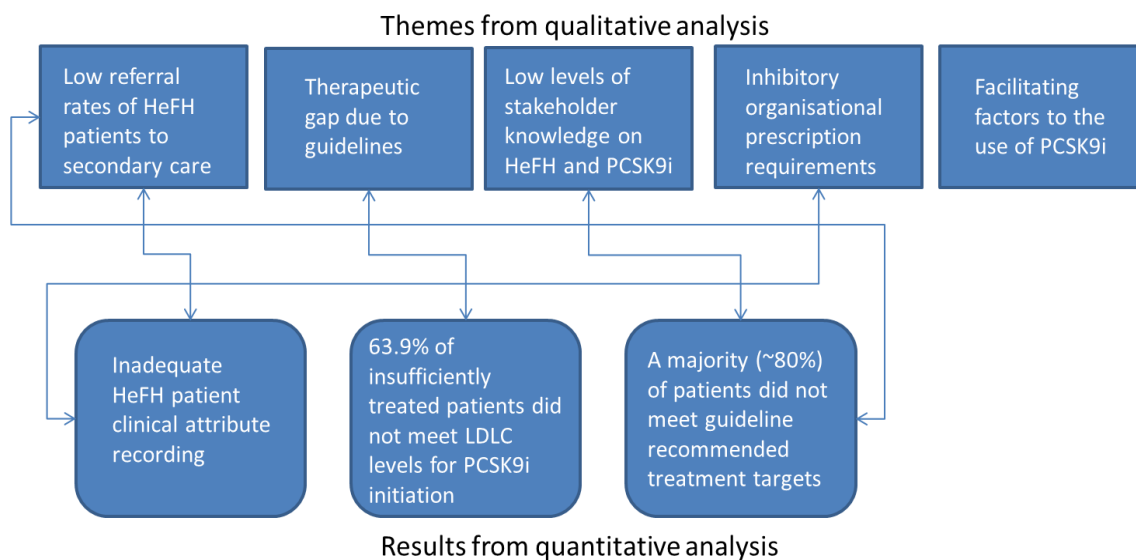 Themes from qualitative analysis
Low referral
rates of HeFH
patients to
secondary care
Therapeutic
gap due to
guidelines
Low levels of
stakeholder
knowledge on
HeFH and PCSK9i
Inhibitory
organisational
prescription
requirements
Facilitating
factors to the
use of PCSK9i
Inadequate
HeFH patient
clinical attribute
recording
63.9% of
insufficiently
treated patients did
not meet LDLC
levels for PCSK9i
initiation
A majority (~80%)
of patients did not
meet guideline
recommended
treatment targets
Results from quantitative analysis